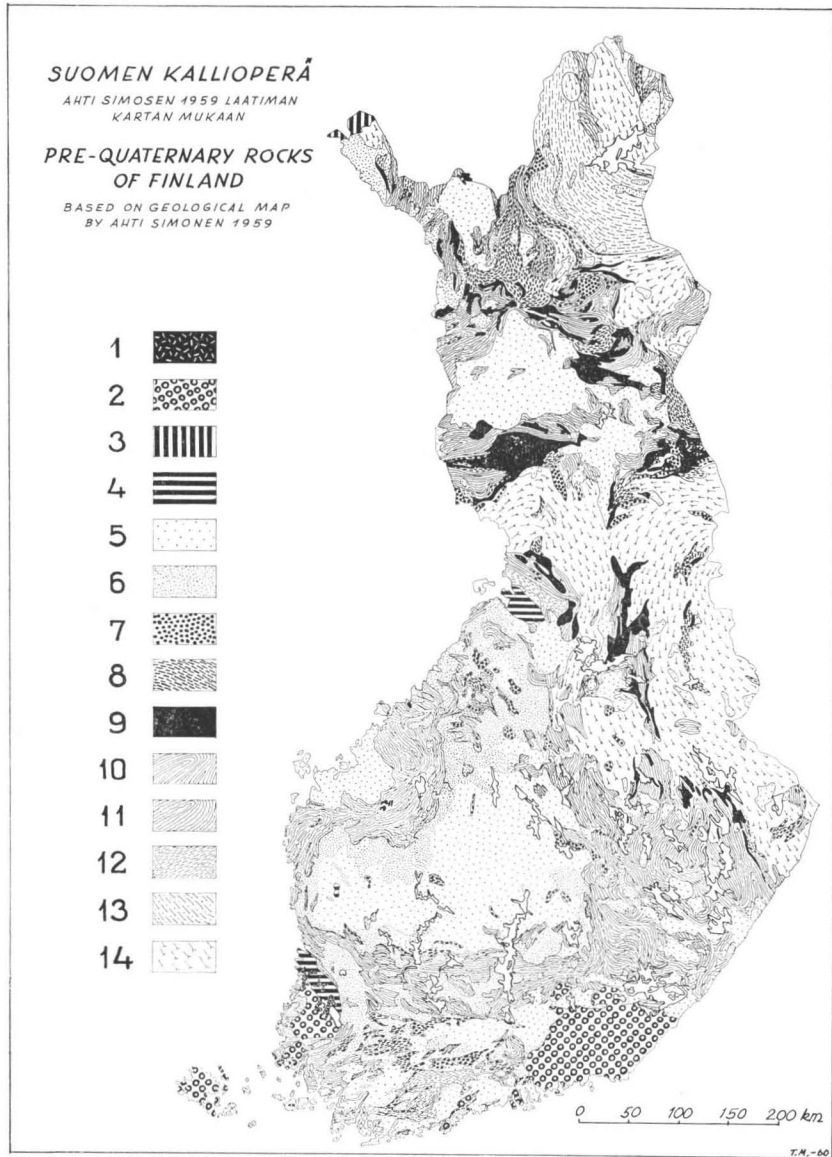 SUOMEN KALLIOPERÄ
AHTI SIMOSEN 1959 LAATIMAN
KARTAN MUKAAN
PRE-QUATERNARY ROCKS
OF FINLAND
BASED ON GEOLOGICAL MAP
BY AHTI SIMONEN 1959
1
2
3
4
5
6
7
8
9
10
11
12
13
14
0 50 100 150 200 km
T.M.-60